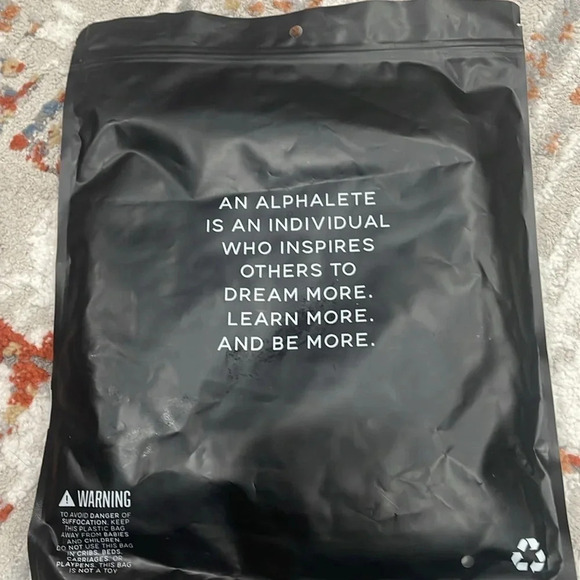 AN ALPHALETE
IS AN INDIVIDUAL
WHO INSPIRES
OTHERS TO
DREAM MORE.
LEARN MORE.
AND BE MORE.
WARNING
TO AVOID DANGER OF
SUFFOCATION, KEEP
THIS PLASTIC BAG
AWAY FROM BABIES
AND CHILDREN
DO NOT USE THIS BAG
IN CRIBS, BEDS,
CARRIAGES, OR
PLAYPENS. THIS BAG
IS NOT A TOY